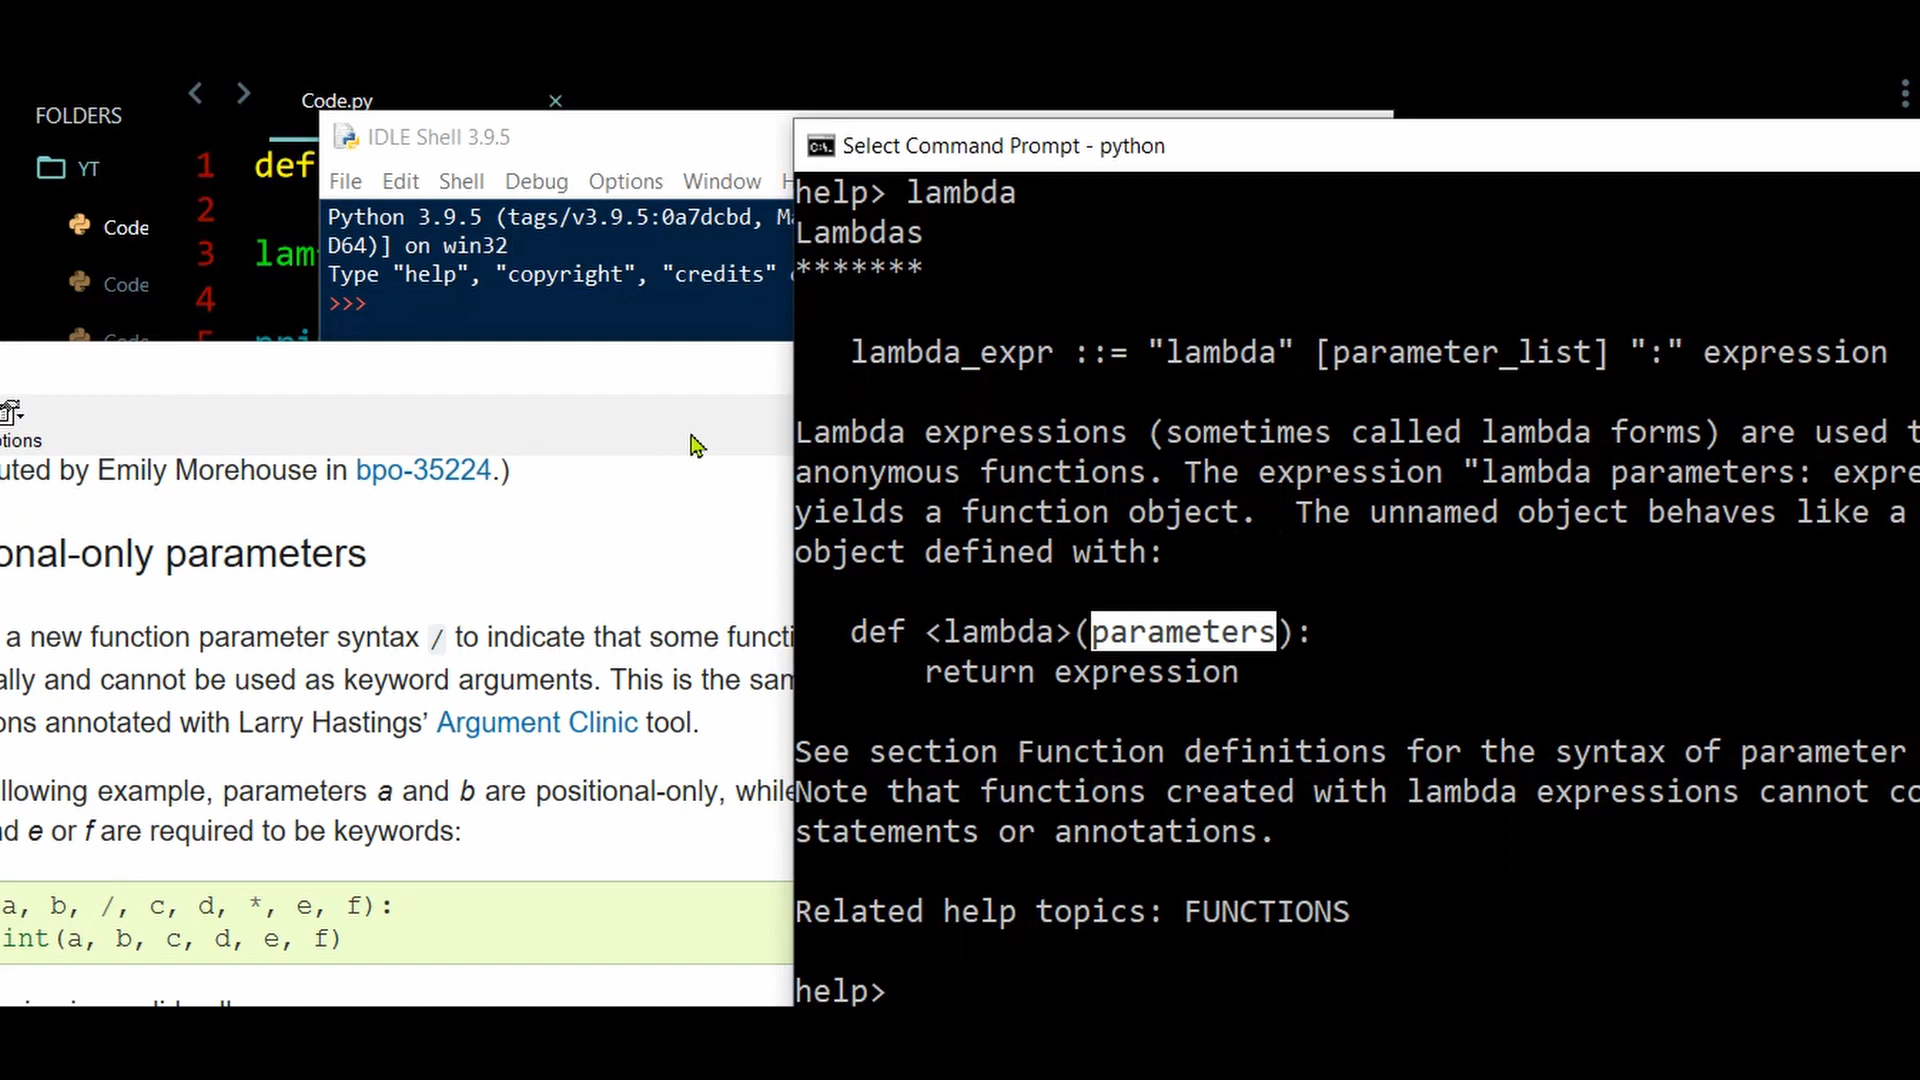 FOLDERS
YT
Code
Code
Code.py
1 def
2
3 lam
4
IDLE Shell 3.9.5
File Edit Shell Debug Options Window
Python 3.9.5 (tags/v3.9.5:0a7dcbd, Ma
D64)] on win32
Type "help", "copyright", "credits"
>>>
tions
uted by Emily Morehouse in bpo-35224.)
onal-only parameters
a new function parameter syntax / to indicate that some functi
ally and cannot be used as keyword arguments. This is the sam
ons annotated with Larry Hastings’ Argument Clinic tool.
llowing example, parameters a and b are positional-only, while
nd e or f are required to be keywords:
a, b, /, c, d, *, e, f):
int(a, b, c, d, e, f)
Select Command Prompt - python
help> lambda
Lambdas
*******
lambda_expr ::= "lambda" [parameter_list] ":" expression
Lambda expressions (sometimes called lambda forms) are used t
anonymous functions. The expression "lambda parameters: expre
yields a function object.  The unnamed object behaves like a
object defined with:
def <lambda>(parameters):
return expression
See section Function definitions for the syntax of parameter
Note that functions created with lambda expressions cannot co
statements or annotations.
Related help topics: FUNCTIONS
help>